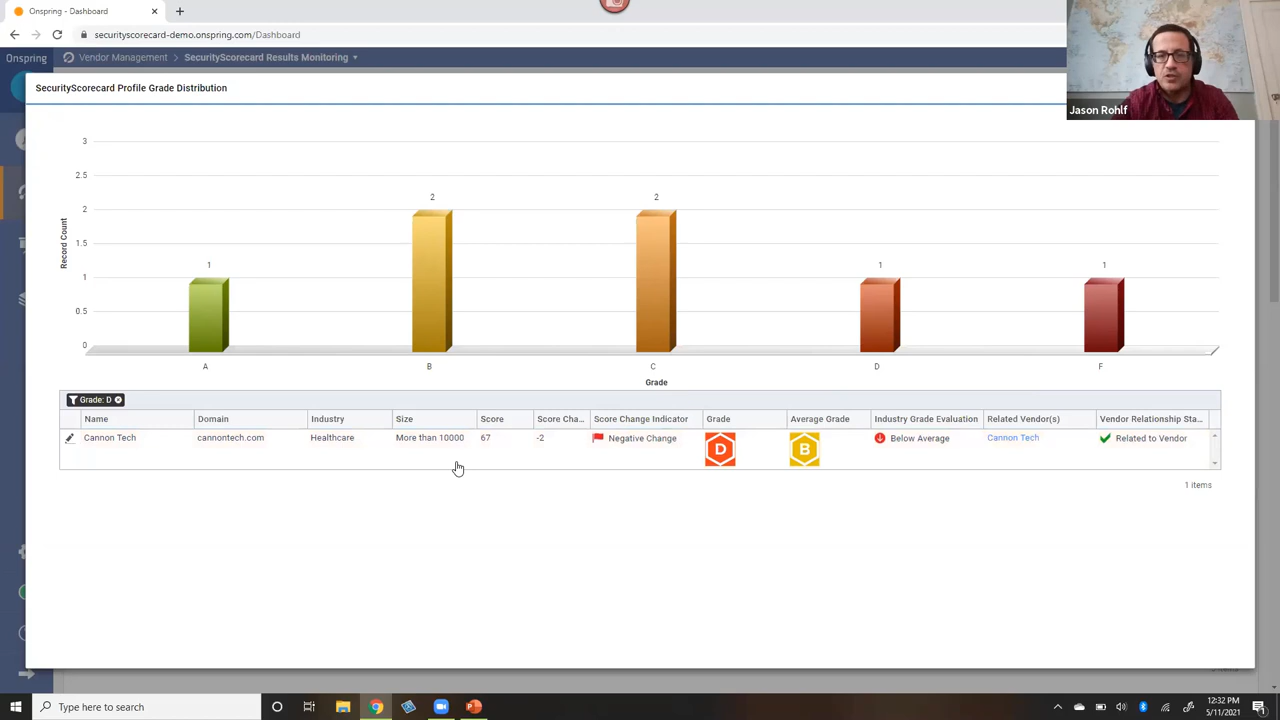 Onspring - Dashboard
securityscorecard-demo.onspring.com/Dashboard
Onspring
Vendor Management
SecurityScorecard Results Monitoring
Jason Rohlf
SecurityScorecard Profile Grade Distribution
3
2.5
2
1.5
1
0.5
0
Record Count
1
2
2
1
1
A
B
C
D
F
Grade
Grade: D
Name Domain Industry Size Score Score Cha... Score Change Indicator Grade Average Grade Industry Grade Evaluation Related Vendor(s) Vendor Relationship Sta...
Cannon Tech cannontech.com Healthcare More than 10000 67 -2 Negative Change D B Below Average Cannon Tech Related to Vendor
1 items
Type here to search
12:32 PM
5/11/2021